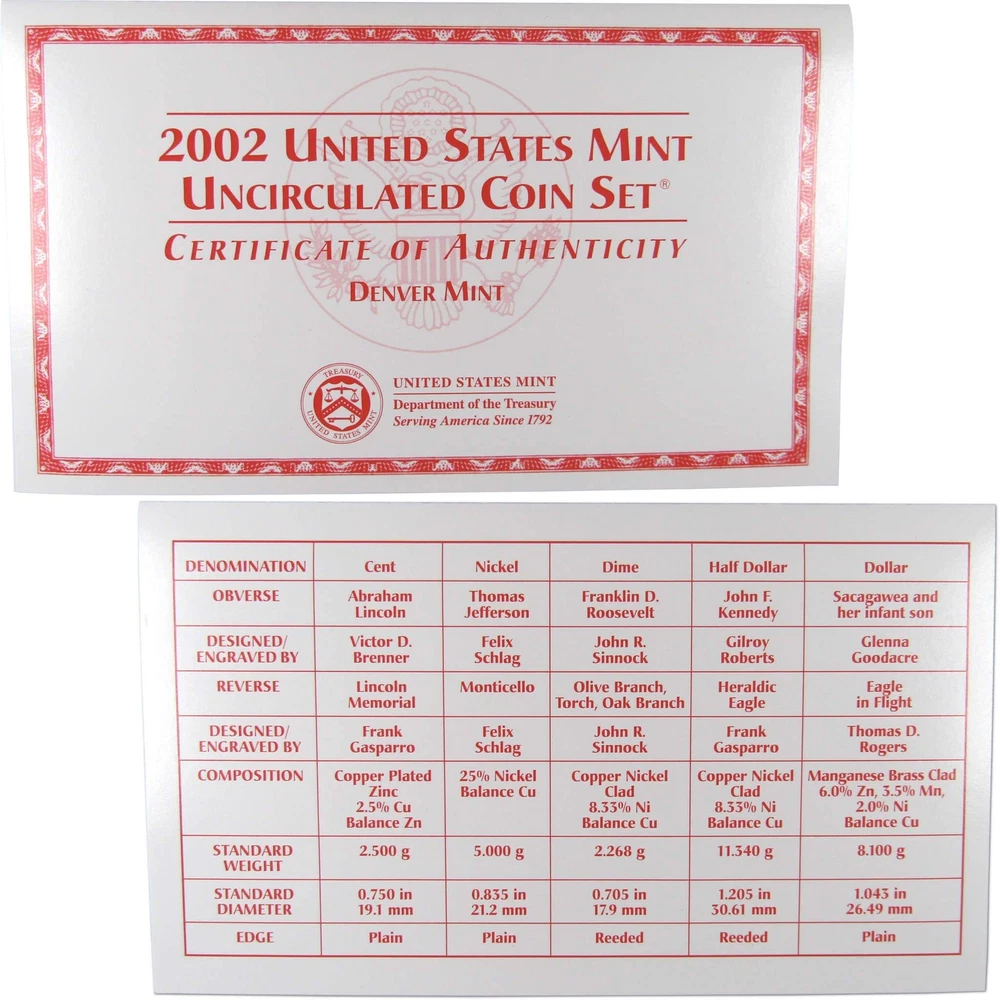 2002 UNITED STATES MINT
UNCIRCULATED COIN SET®
CERTIFICATE OF AUTHENTICITY
DENVER MINT
TREASURY
UNITED STATES MINT
UNITED STATES MINT
Department of the Treasury
Serving America Since 1792
DENOMINATION Cent Nickel Dime Half Dollar Dollar
OBVERSE Abraham Thomas Franklin D. John F. Sacagawea and
Lincoln Jefferson Roosevelt Kennedy her infant son
DESIGNED/ Victor D. Felix John R. Gilroy Glenna
ENGRAVED BY Brenner Schlag Sinnock Roberts Goodacre
REVERSE Lincoln Monticello Olive Branch, Heraldic Eagle
Memorial Torch, Oak Branch Eagle in Flight
DESIGNED/ Frank Felix John R. Frank Thomas D.
ENGRAVED BY Gasparro Schlag Sinnock Gasparro Rogers
COMPOSITION Copper Plated 25% Nickel Copper Nickel Copper Nickel Manganese Brass Clad
Zinc Balance Cu Clad Clad 6.0% Zn, 3.5% Mn,
2.5% Cu 8.33% Ni 8.33% Ni 2.0% Ni
Balance Zn Balance Cu Balance Cu Balance Cu
STANDARD 2.500 g 5.000 g 2.268 g 11.340 g 8.100 g
WEIGHT
STANDARD 0.750 in 0.835 in 0.705 in 1.205 in 1.043 in
DIAMETER 19.1 mm 21.2 mm 17.9 mm 30.61 mm 26.49 mm
EDGE Plain Plain Reeded Reeded Plain